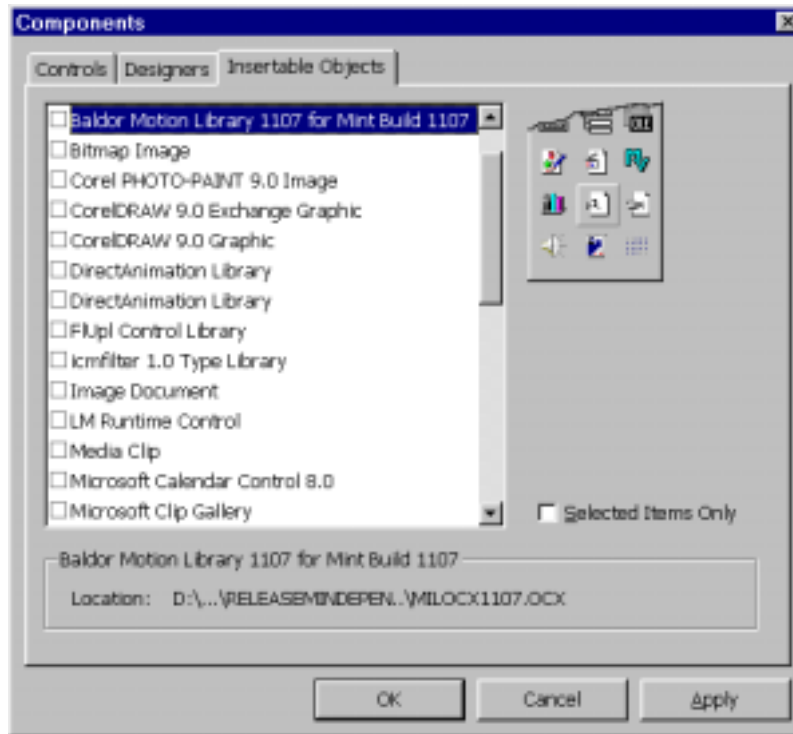 Components
Controls
Designers
Insertable Objects
Baldor Motion Library 1107 for Mint Build 1107
Bitmap Image
Corel PHOTO-PAINT 9.0 Image
CorelDRAW 9.0 Exchange Graphic
CorelDRAW 9.0 Graphic
DirectAnimation Library
DirectAnimation Library
FlUpl Control Library
icmfilter 1.0 Type Library
Image Document
LM Runtime Control
Media Clip
Microsoft Calendar Control 8.0
Microsoft Clip Gallery
Selected Items Only
Baldor Motion Library 1107 for Mint Build 1107
Location: D:\...\RELEASEMINDEPEN..\MILOCX1107.OCX
OK
Cancel
Apply